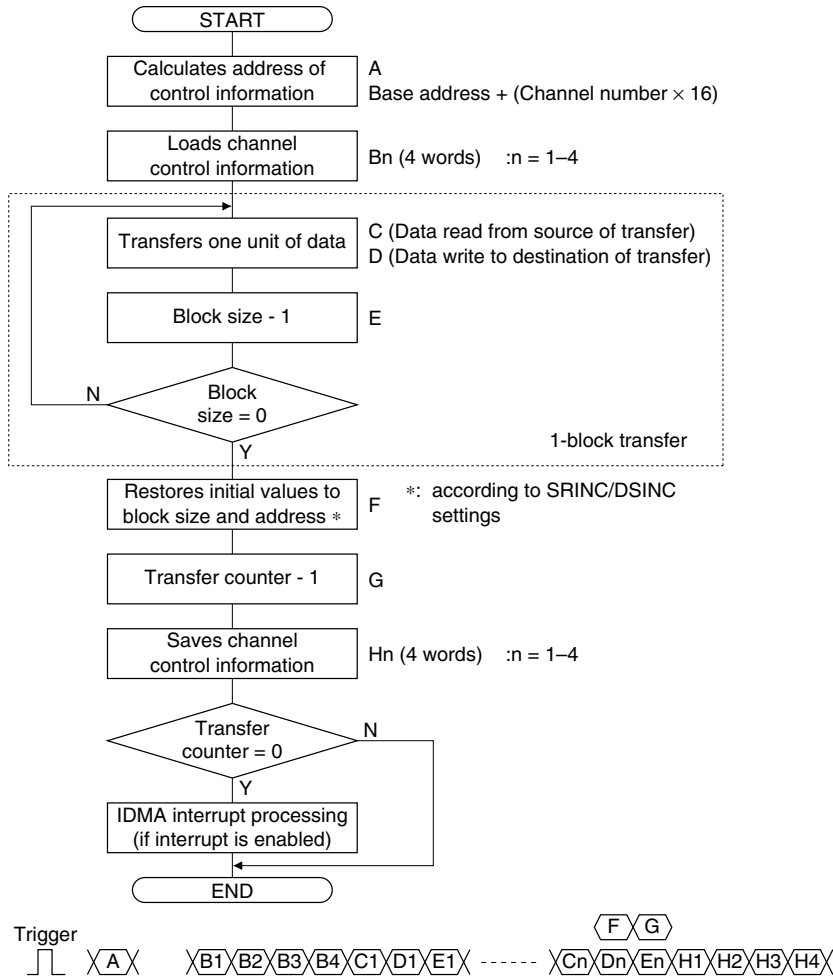 START
Calculates address of
control information
A
Base address + (Channel number × 16)
Loads channel
control information
Bn (4 words) :n = 1–4
Transfers one unit of data
C (Data read from source of transfer)
D (Data write to destination of transfer)
Block size - 1
E
N
Block
size = 0
Y
1-block transfer
Restores initial values to
block size and address *
F
*: according to SRINC/DSINC
settings
Transfer counter - 1
G
Saves channel
control information
Hn (4 words) :n = 1–4
Transfer
counter = 0
N
Y
IDMA interrupt processing
(if interrupt is enabled)
END
F G
Trigger
A B1 B2 B3 B4 C1 D1 E1 Cn Dn En H1 H2 H3 H4